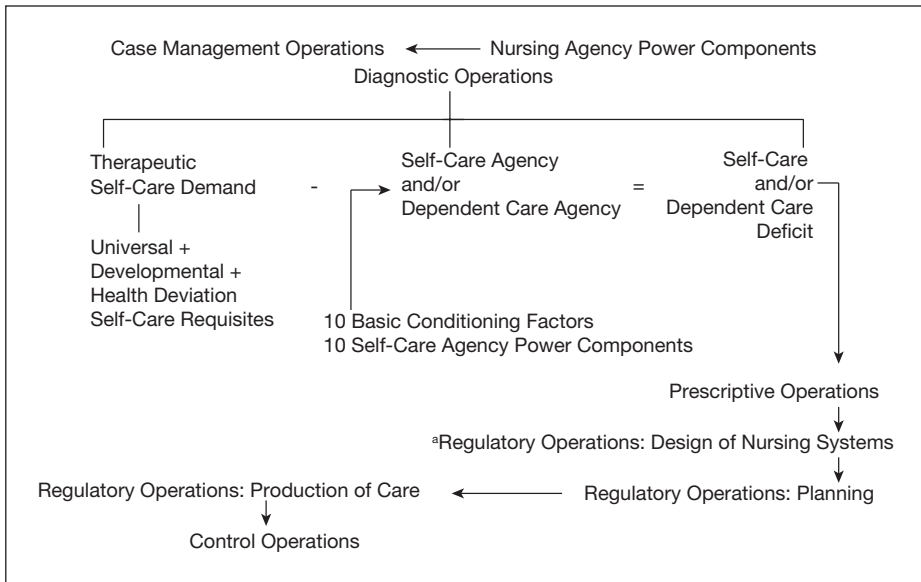 Case Management Operations
Nursing Agency Power Components
Diagnostic Operations
Therapeutic
Self-Care Demand
-
Self-Care Agency
and/or
Dependent Care Agency
=
Self-Care
and/or
Dependent Care
Deficit
Universal +
Developmental +
Health Deviation
Self-Care Requisites
10 Basic Conditioning Factors
10 Self-Care Agency Power Components
Prescriptive Operations
ᵃRegulatory Operations: Design of Nursing Systems
Regulatory Operations: Planning
Regulatory Operations: Production of Care
Control Operations